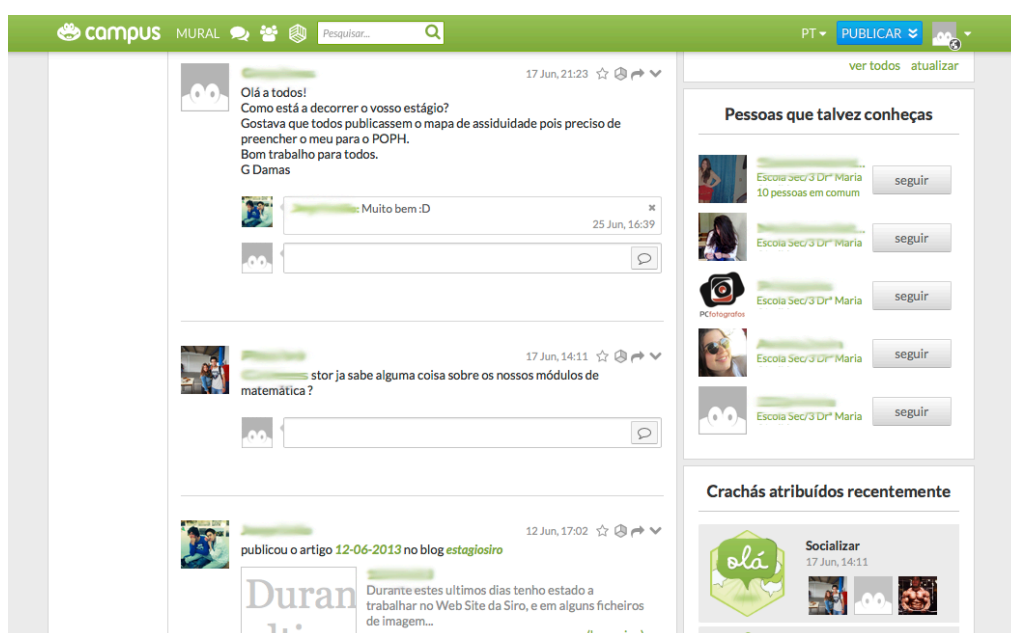 campus MURAL Pesquisar... PT PUBLICAR
17 Jun, 21:23
Olá a todos!
Como está a decorrer o vosso estágio?
Gostava que todos publicassem o mapa de assiduidade pois preciso de
preencher o meu para o POPH.
Bom trabalho para todos.
G Damas
: Muito bem :D
25 Jun, 16:39
17 Jun, 14:11
stor ja sabe alguma coisa sobre os nossos módulos de
matemática ?
12 Jun, 17:02
publicou o artigo 12-06-2013 no blog estagiosiro
Duran
Durante estes ultimos dias tenho estado a
trabalhar no Web Site da Siro, e em alguns ficheiros
de imagem...
ver todos atualizar
Pessoas que talvez conheças
Escola Sec/3 Drª Maria
10 pessoas em comum
seguir
Escola Sec/3 Drª Maria
seguir
PCfotografos
Escola Sec/3 Drª Maria
seguir
Escola Sec/3 Drª Maria
seguir
Escola Sec/3 Drª Maria
seguir
Crachás atribuídos recentemente
olá
Socializar
17 Jun, 14:11